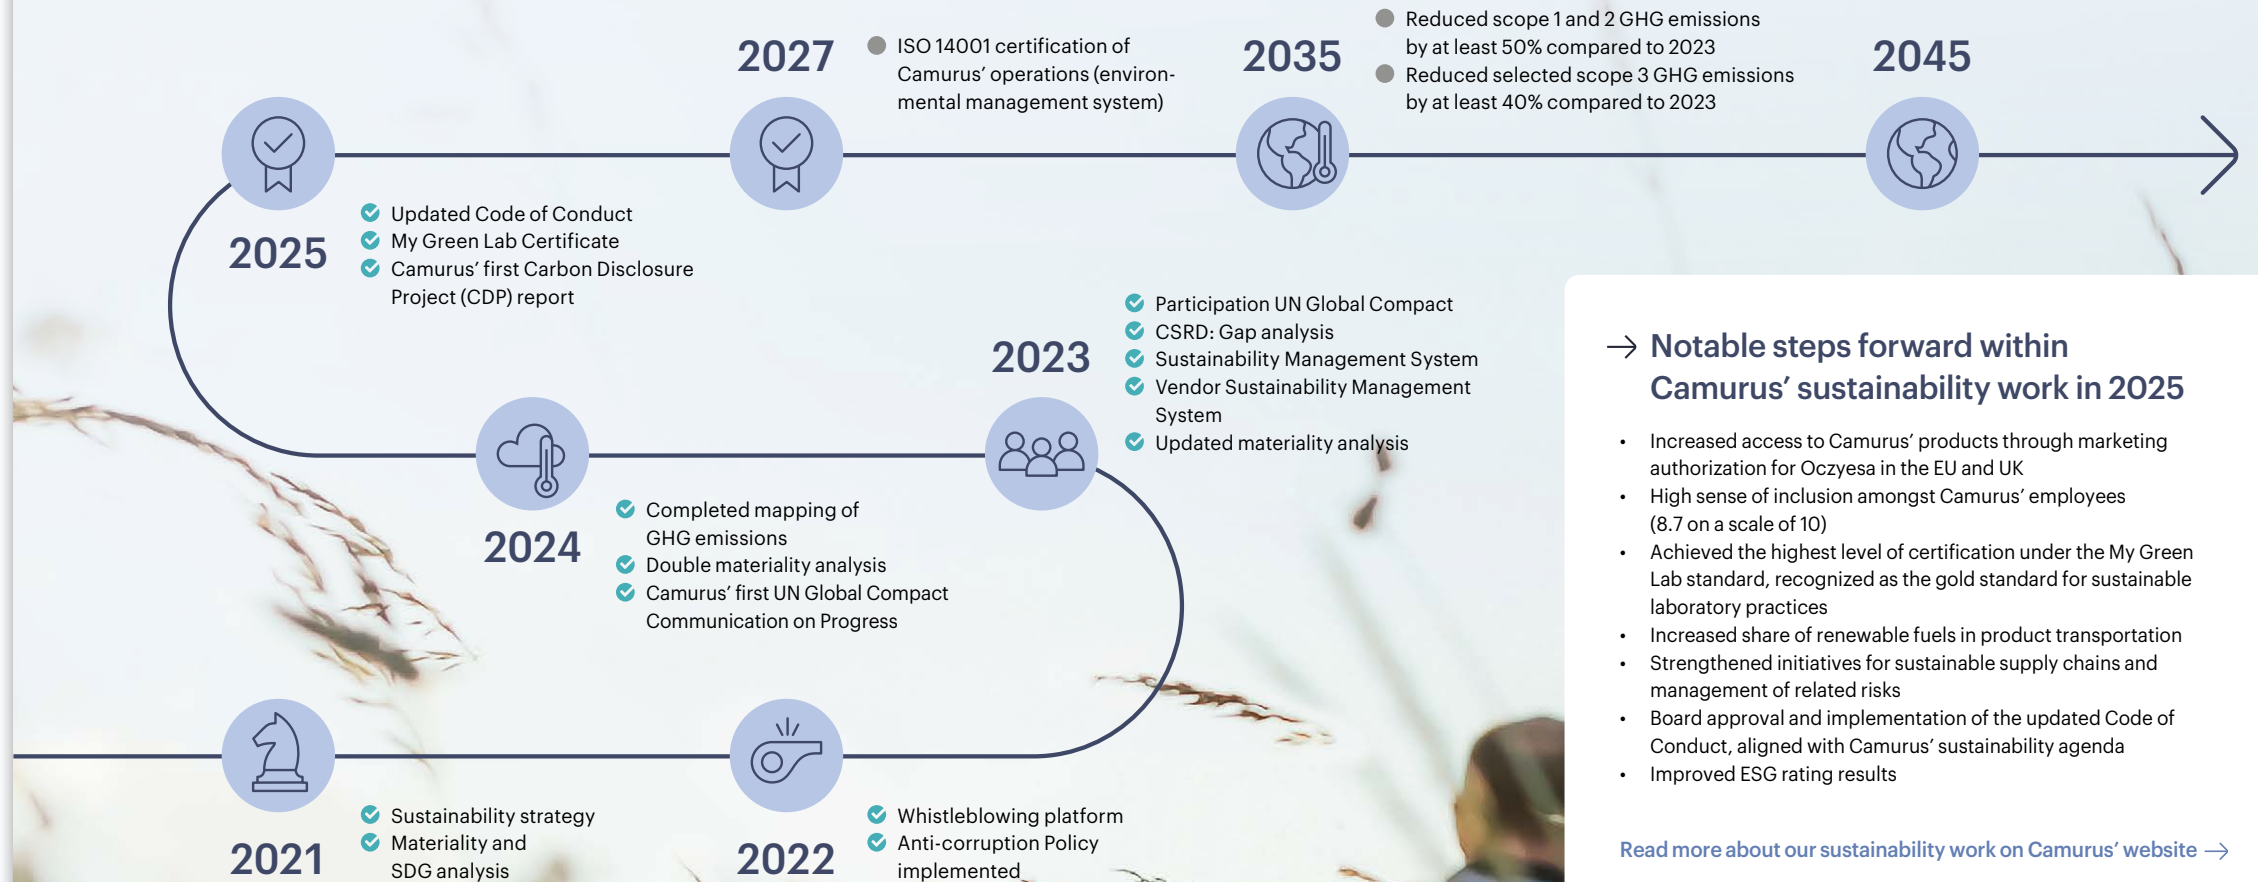 2027
ISO 14001 certification of
Camurus’ operations (environ-
mental management system)
2035
Reduced scope 1 and 2 GHG emissions
by at least 50% compared to 2023
Reduced selected scope 3 GHG emissions
by at least 40% compared to 2023
2045
2025
Updated Code of Conduct
My Green Lab Certificate
Camurus’ first Carbon Disclosure
Project (CDP) report
2023
Participation UN Global Compact
CSRD: Gap analysis
Sustainability Management System
Vendor Sustainability Management
System
Updated materiality analysis
2024
Completed mapping of
GHG emissions
Double materiality analysis
Camurus’ first UN Global Compact
Communication on Progress
2021
Sustainability strategy
Materiality and
SDG analysis
2022
Whistleblowing platform
Anti-corruption Policy
implemented
→ Notable steps forward within
Camurus’ sustainability work in 2025
• Increased access to Camurus’ products through marketing
authorization for Oczyesa in the EU and UK
• High sense of inclusion amongst Camurus’ employees
(8.7 on a scale of 10)
• Achieved the highest level of certification under the My Green
Lab standard, recognized as the gold standard for sustainable
laboratory practices
• Increased share of renewable fuels in product transportation
• Strengthened initiatives for sustainable supply chains and
management of related risks
• Board approval and implementation of the updated Code of
Conduct, aligned with Camurus’ sustainability agenda
• Improved ESG rating results
Read more about our sustainability work on Camurus’ website →